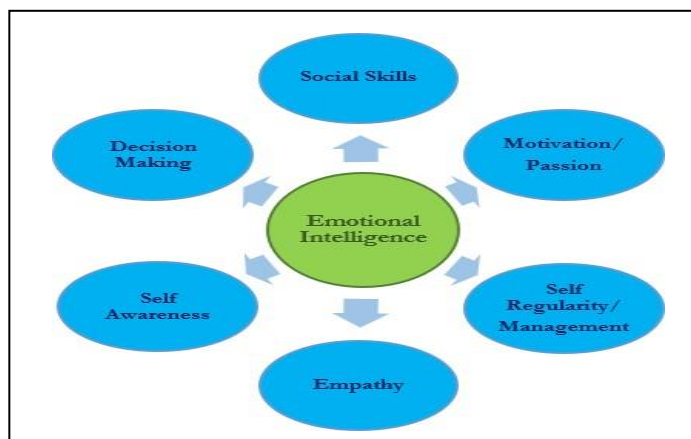 Social Skills
Decision
Making
Motivation/
Passion
Emotional
Intelligence
Self
Awareness
Self
Regularity/
Management
Empathy